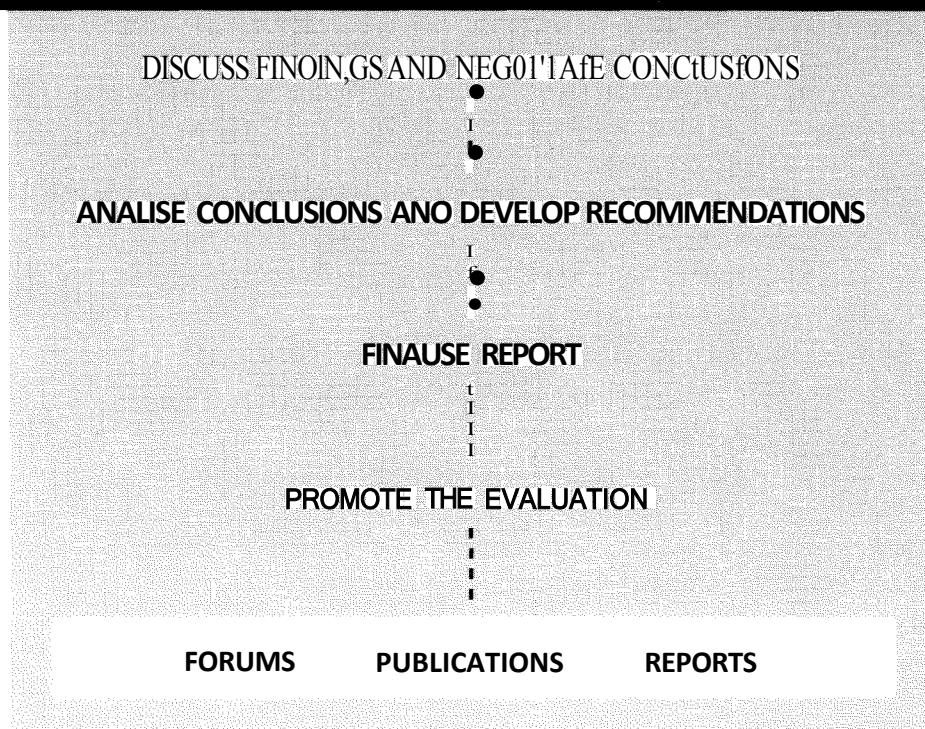 DISCUSS FINOIN,GS AND NEG01'1AfE CONCtUSfONS
I
ANALISE CONCLUSIONS ANO DEVELOP RECOMMENDATIONS
I
FINAUSE REPORT
t
I
I
I
PROMOTE THE EVALUATION
FORUMS PUBLICATIONS REPORTS